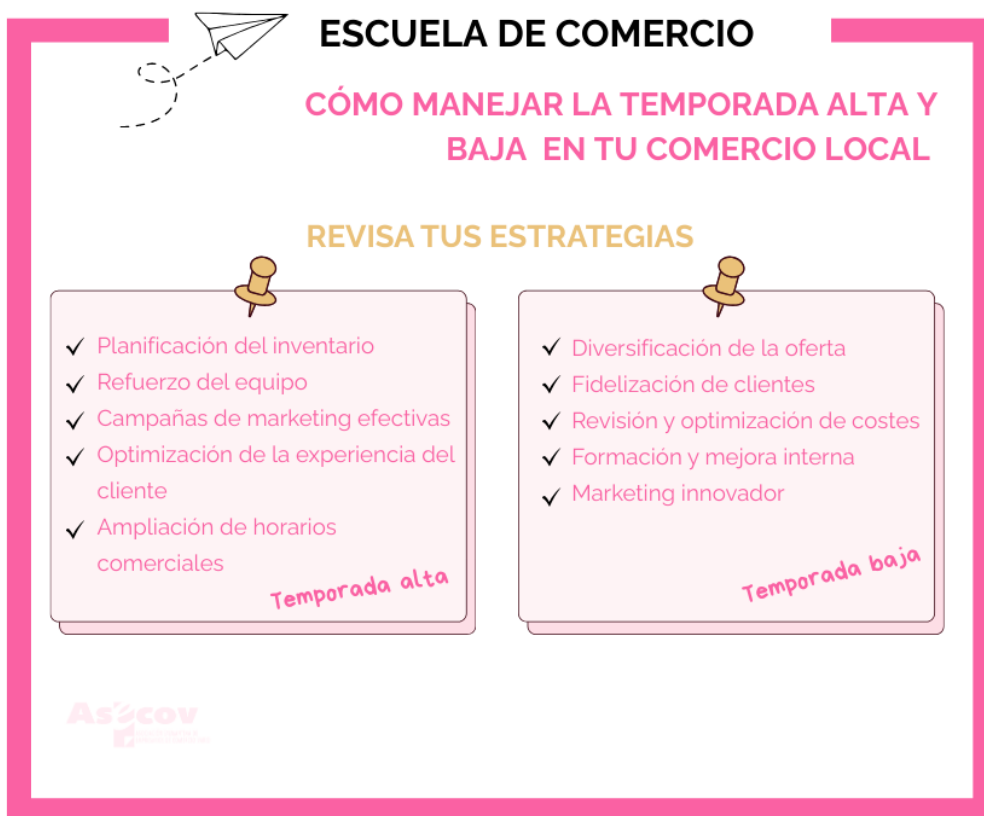 ESCUELA DE COMERCIO
CÓMO MANEJAR LA TEMPORADA ALTA Y
BAJA EN TU COMERCIO LOCAL
REVISA TUS ESTRATEGIAS
Planificación del inventario
Refuerzo del equipo
Campañas de marketing efectivas
Optimización de la experiencia del
cliente
Ampliación de horarios
comerciales
Temporada alta
Diversificación de la oferta
Fidelización de clientes
Revisión y optimización de costes
Formación y mejora interna
Marketing innovador
Temporada baja
Asecov